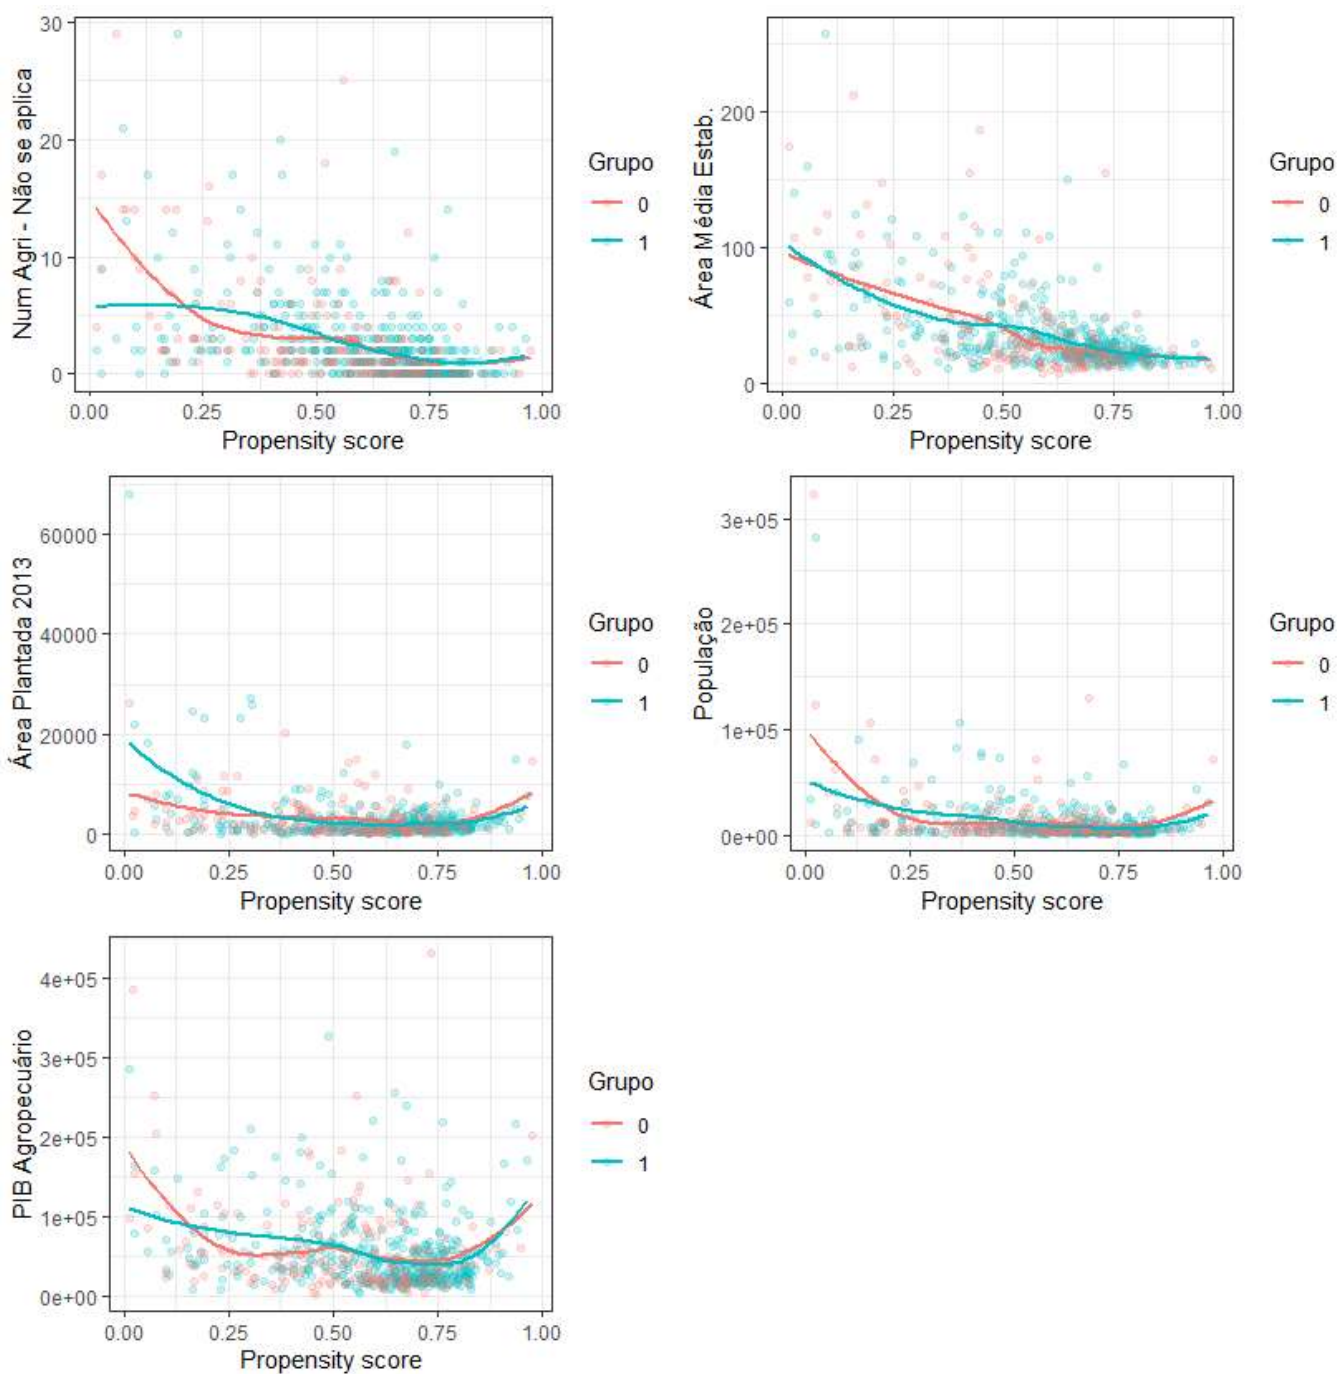 Num Agri - Não se aplica
30
20
10
0
0.00 0.25 0.50 0.75 1.00
Propensity score
Grupo
0
1
Área Média Estab.
200
100
0
0.00 0.25 0.50 0.75 1.00
Propensity score
Grupo
0
1
Área Plantada 2013
60000
40000
20000
0
0.00 0.25 0.50 0.75 1.00
Propensity score
Grupo
0
1
População
3e+05
2e+05
1e+05
0e+00
0.00 0.25 0.50 0.75 1.00
Propensity score
Grupo
0
1
PIB Agropecuário
4e+05
3e+05
2e+05
1e+05
0e+00
0.00 0.25 0.50 0.75 1.00
Propensity score
Grupo
0
1